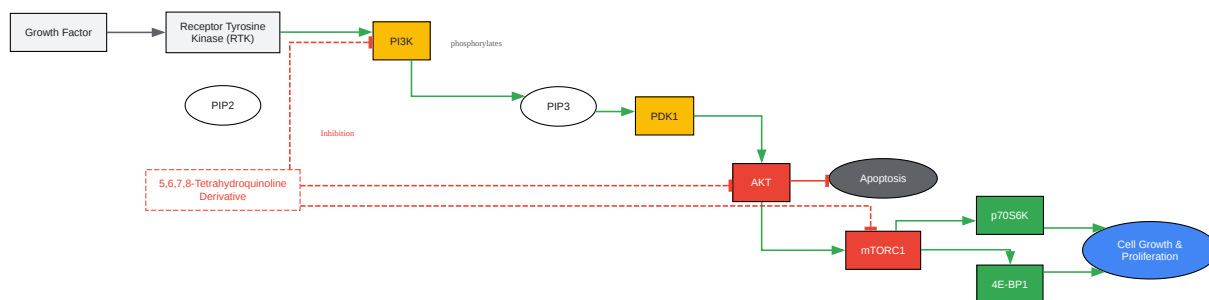 Growth Factor
Receptor Tyrosine
Kinase (RTK)
PI3K
phosphorylates
PIP2
PIP3
PDK1
Inhibition
5,6,7,8-Tetrahydroquinoline
Derivative
AKT
Apoptosis
p70S6K
mTORC1
Cell Growth &
Proliferation
4E-BP1